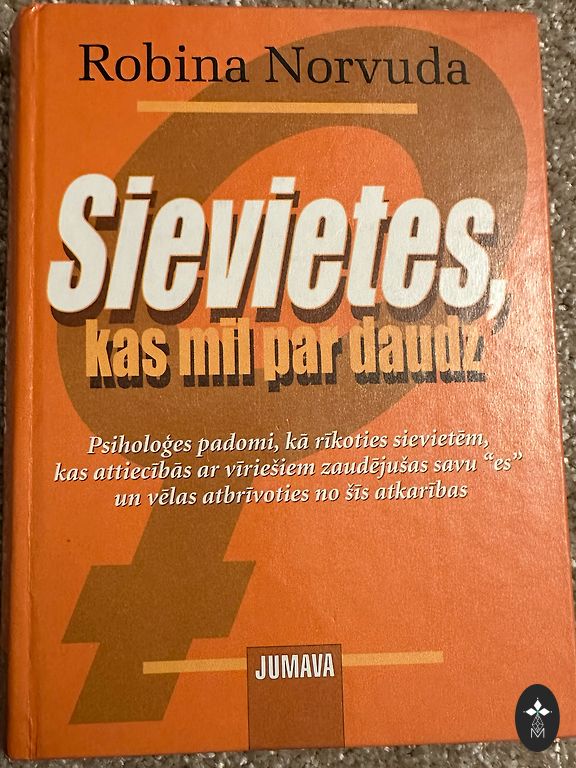 Robina Norvuda
Sievietes,
kas mīl par daudz
Psiholoģes padomi, kā rīkoties sievietēm,
kas attiecībās ar vīriešiem zaudējušas savu “es”
un vēlas atbrīvoties no šīs atkarības
JUMAVA
M